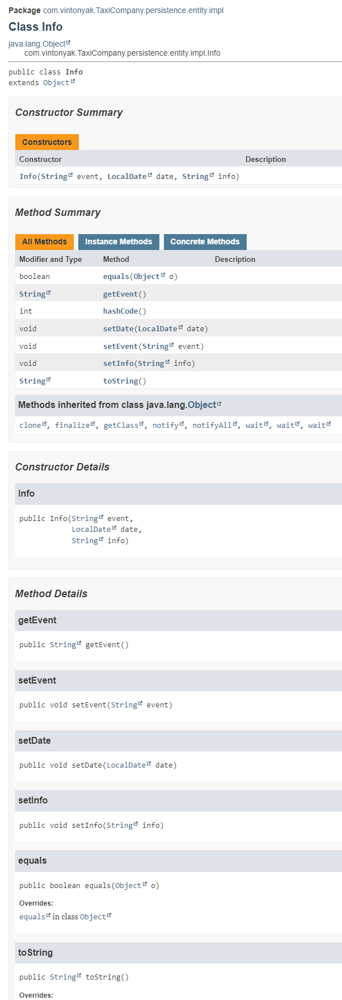 Package com.vintonyak.TaxiCompany.persistence.entity.impl
Class Info
java.lang.Object
com.vintonyak.TaxiCompany.persistence.entity.impl.Info
public class Info
extends Object
Constructor Summary
Constructors
Constructor Description
Info(String event, LocalDate date, String info)
Method Summary
All Methods Instance Methods Concrete Methods
Modifier and Type Method Description
boolean equals(Object o)
String getEvent()
int hashCode()
void setDate(LocalDate date)
void setEvent(String event)
void setInfo(String info)
String toString()
Methods inherited from class java.lang.Object
clone, finalize, getClass, notify, notifyAll, wait, wait, wait
Constructor Details
Info
public Info(String event,
LocalDate date,
String info)
Method Details
getEvent
public String getEvent()
setEvent
public void setEvent(String event)
setDate
public void setDate(LocalDate date)
setInfo
public void setInfo(String info)
equals
public boolean equals(Object o)
Overrides:
equals in class Object
toString
public String toString()
Overrides: